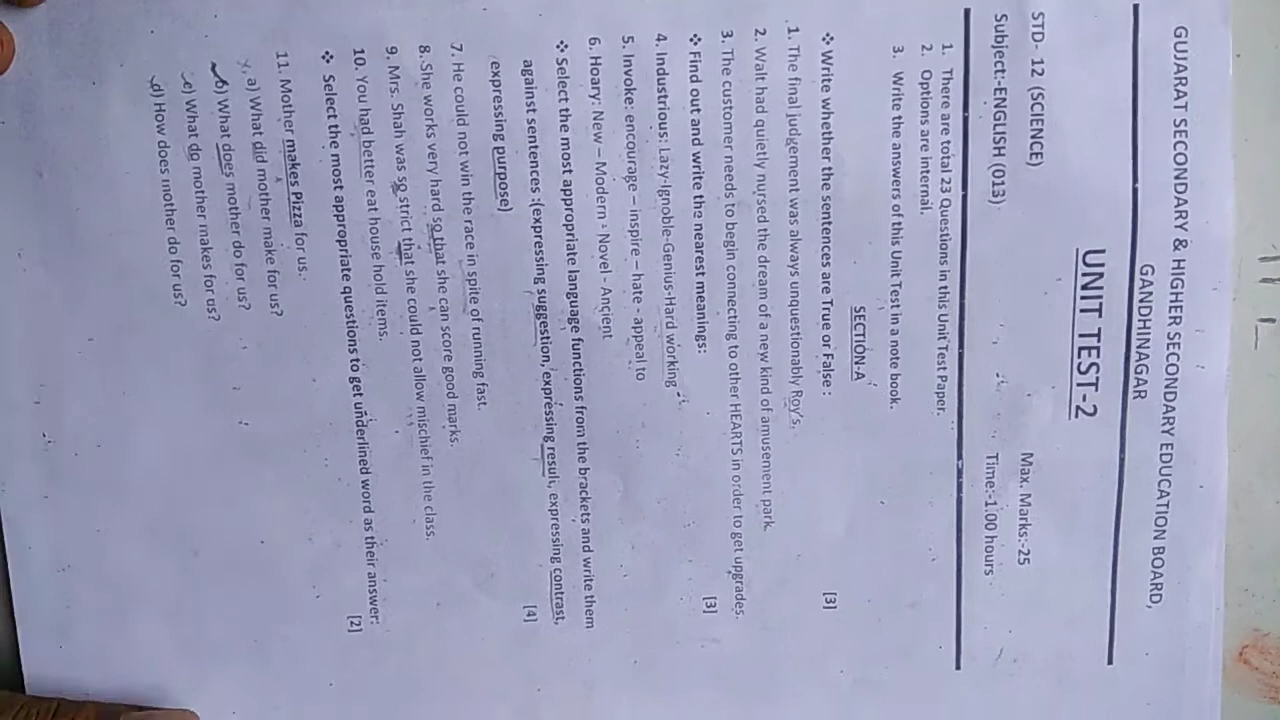 GUJARAT SECONDARY & HIGHER SECONDARY EDUCATION BOARD,
GANDHINAGAR
UNIT TEST-2
STD- 12 (SCIENCE) Max. Marks:-25
Subject:-ENGLISH (013) Time:-1.00 hours
1. There are total 23 Questions in this Unit Test Paper.
2. Options are internal.
3. Write the answers of this Unit Test in a note book.
SECTION-A
❖ Write whether the sentences are True or False : [3]
1. The final judgement was always unquestionably Roy's.
2. Walt had quietly nursed the dream of a new kind of amusement park.
3. The customer needs to begin connecting to other HEARTS in order to get upgrades.
❖ Find out and write the nearest meanings: [3]
4. Industrious: Lazy-Ignoble-Genius-Hard working
5. Invoke: encourage – inspire – hate - appeal to
6. Hoary: New – Modern - Novel - Ancient
❖ Select the most appropriate language functions from the brackets and write them
against sentences :(expressing suggestion, expressing result, expressing contrast,
expressing purpose) [4]
7. He could not win the race in spite of running fast.
8. She works very hard so that she can score good marks.
9. Mrs. Shah was so strict that she could not allow mischief in the class.
10. You had better eat house hold items.
❖ Select the most appropriate questions to get underlined word as their answer: [2]
11. Mother makes Pizza for us.
a) What did mother make for us?
b) What does mother do for us?
c) What do mother makes for us?
d) How does mother do for us?